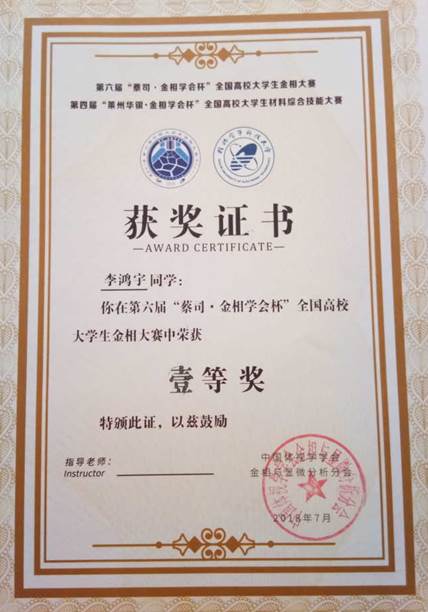 第六届“蔡司·金相学会杯”全国高校大学生金相大赛
第四届“莱州华银·金相学会杯”全国高校大学生材料综合技能大赛
获奖证书
—AWARD CERTIFICATE—
李鸿宇同学：
你在第六届“蔡司·金相学会杯”全国高校
大学生金相大赛中荣获
壹等奖
特颁此证，以兹鼓励
指导老师：
Instructor
中国体视学学会
金相与显微分析分会
2018年7月